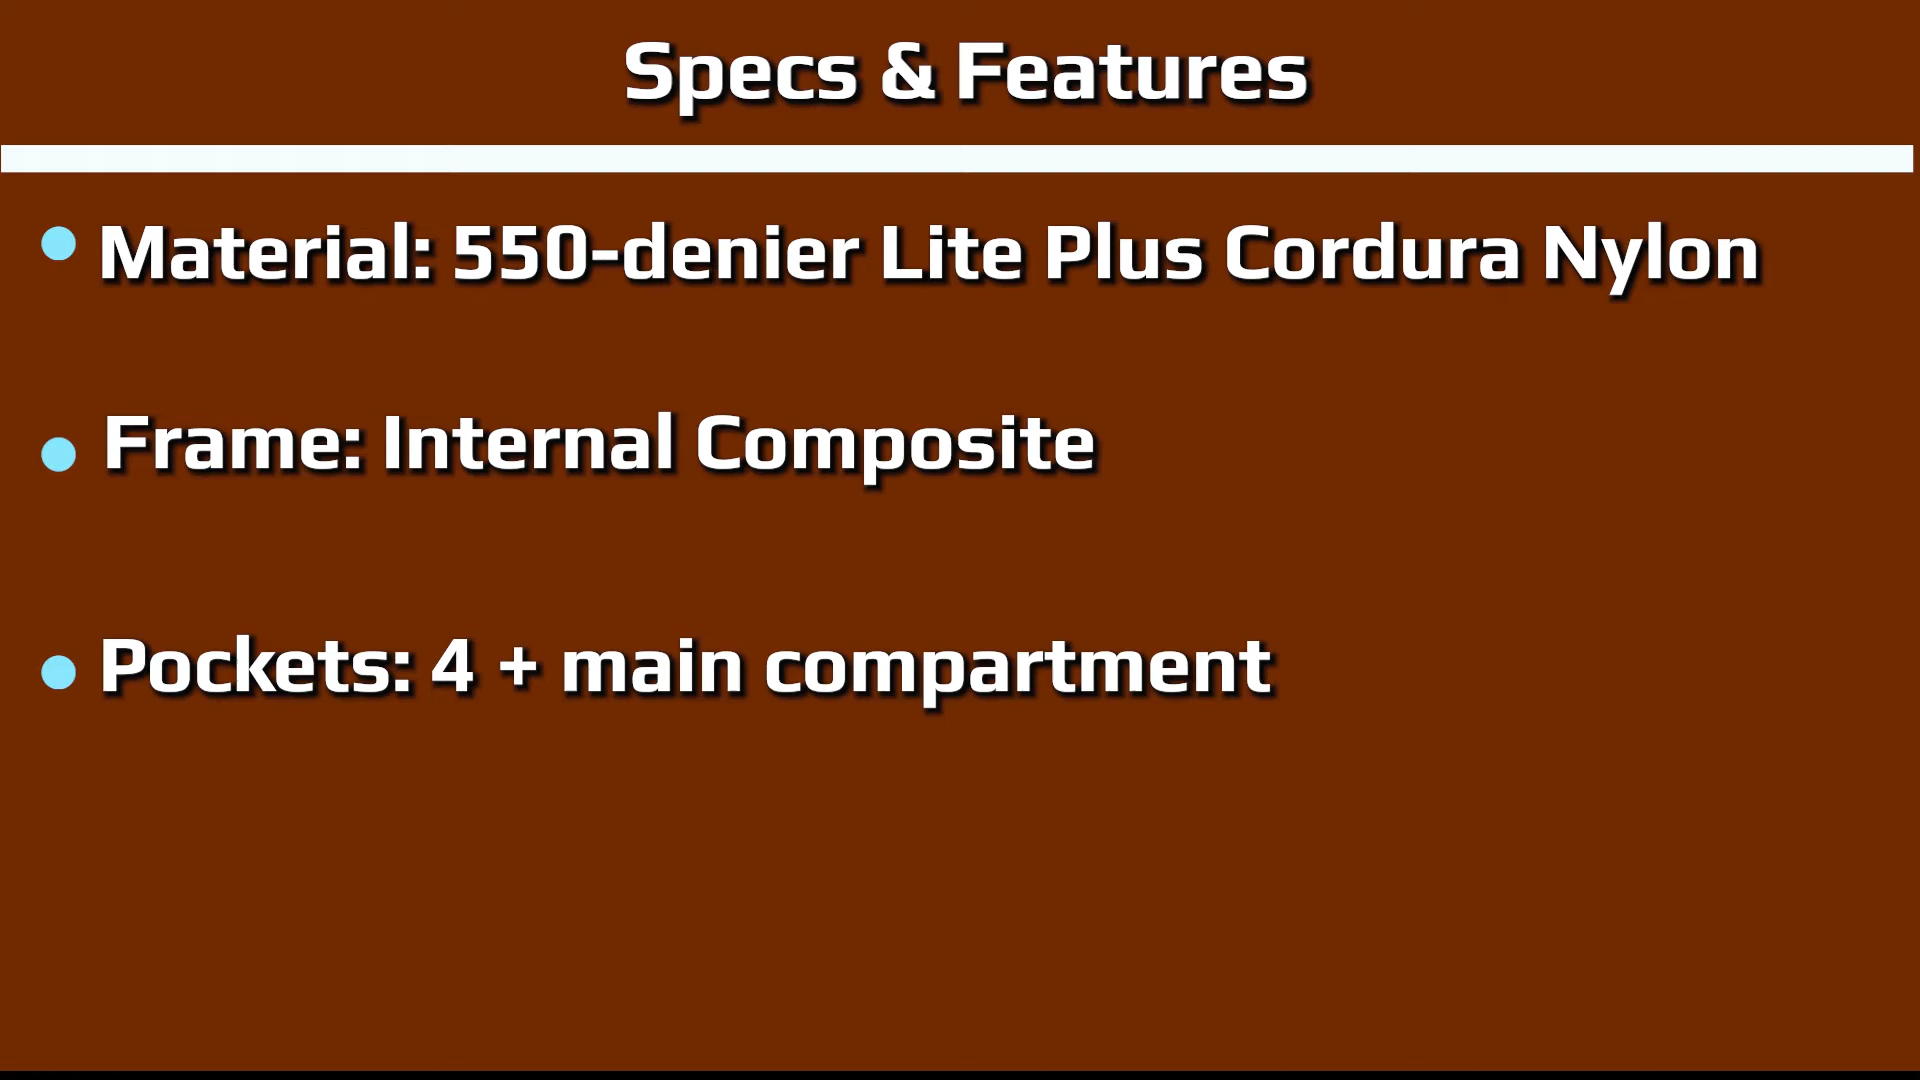 Specs & Features
Material: 550-denier Lite Plus Cordura Nylon
Frame: Internal Composite
Pockets: 4 + main compartment